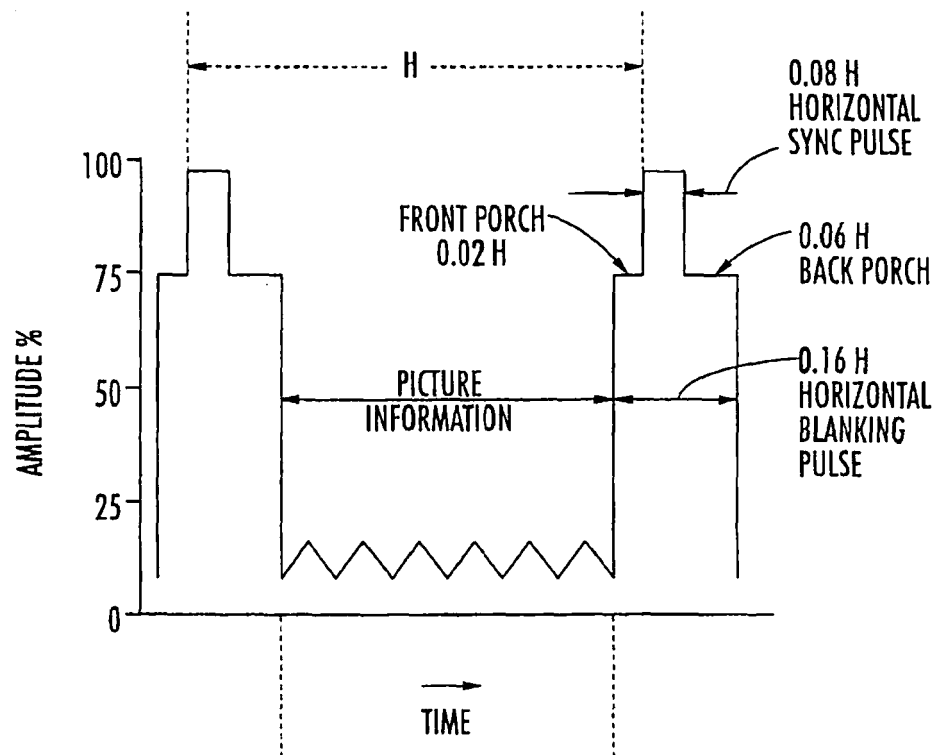 H
0.08 H
HORIZONTAL
SYNC PULSE
100
FRONT PORCH
0.02 H
0.06 H
BACK PORCH
75
AMPLITUDE %
50
PICTURE
INFORMATION
0.16 H
HORIZONTAL
BLANKING
PULSE
25
0
TIME